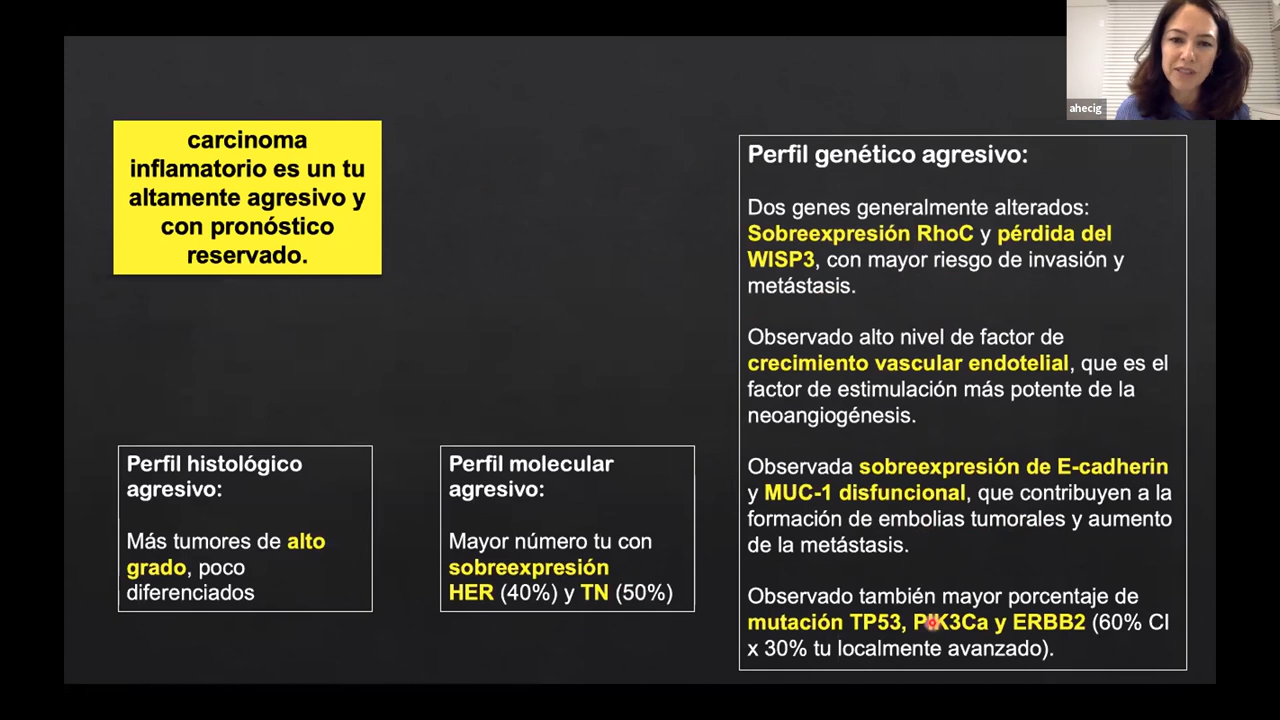 ahecig
carcinoma
inflamatorio es un tu
altamente agresivo y
con pronóstico
reservado.
Perfil histológico
agresivo:
Más tumores de alto
grado, poco
diferenciados
Perfil molecular
agresivo:
Mayor número tu con
sobreexpresión
HER (40%) y TN (50%)
Perfil genético agresivo:
Dos genes generalmente alterados:
Sobreexpresión RhoC y pérdida del
WISP3, con mayor riesgo de invasión y
metástasis.
Observado alto nivel de factor de
crecimiento vascular endotelial, que es el
factor de estimulación más potente de la
neoangiogénesis.
Observada sobreexpresión de E-cadherin
y MUC-1 disfuncional, que contribuyen a la
formación de embolias tumorales y aumento
de la metástasis.
Observado también mayor porcentaje de
mutación TP53, PIK3Ca y ERBB2 (60% CI
x 30% tu localmente avanzado).